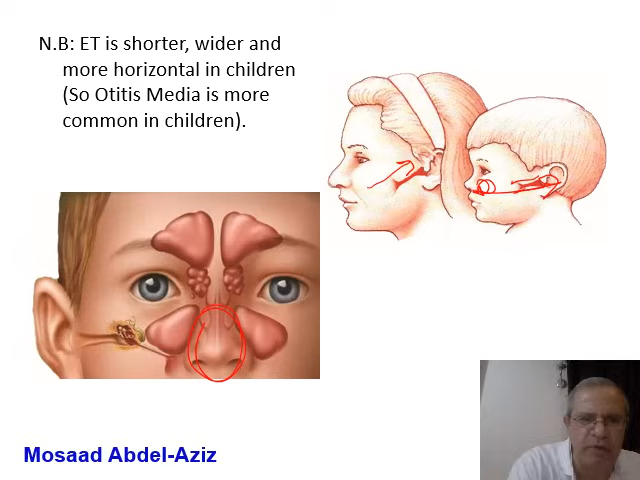 N.B: ET is shorter, wider and
more horizontal in children
(So Otitis Media is more
common in children).
Mosaad Abdel-Aziz